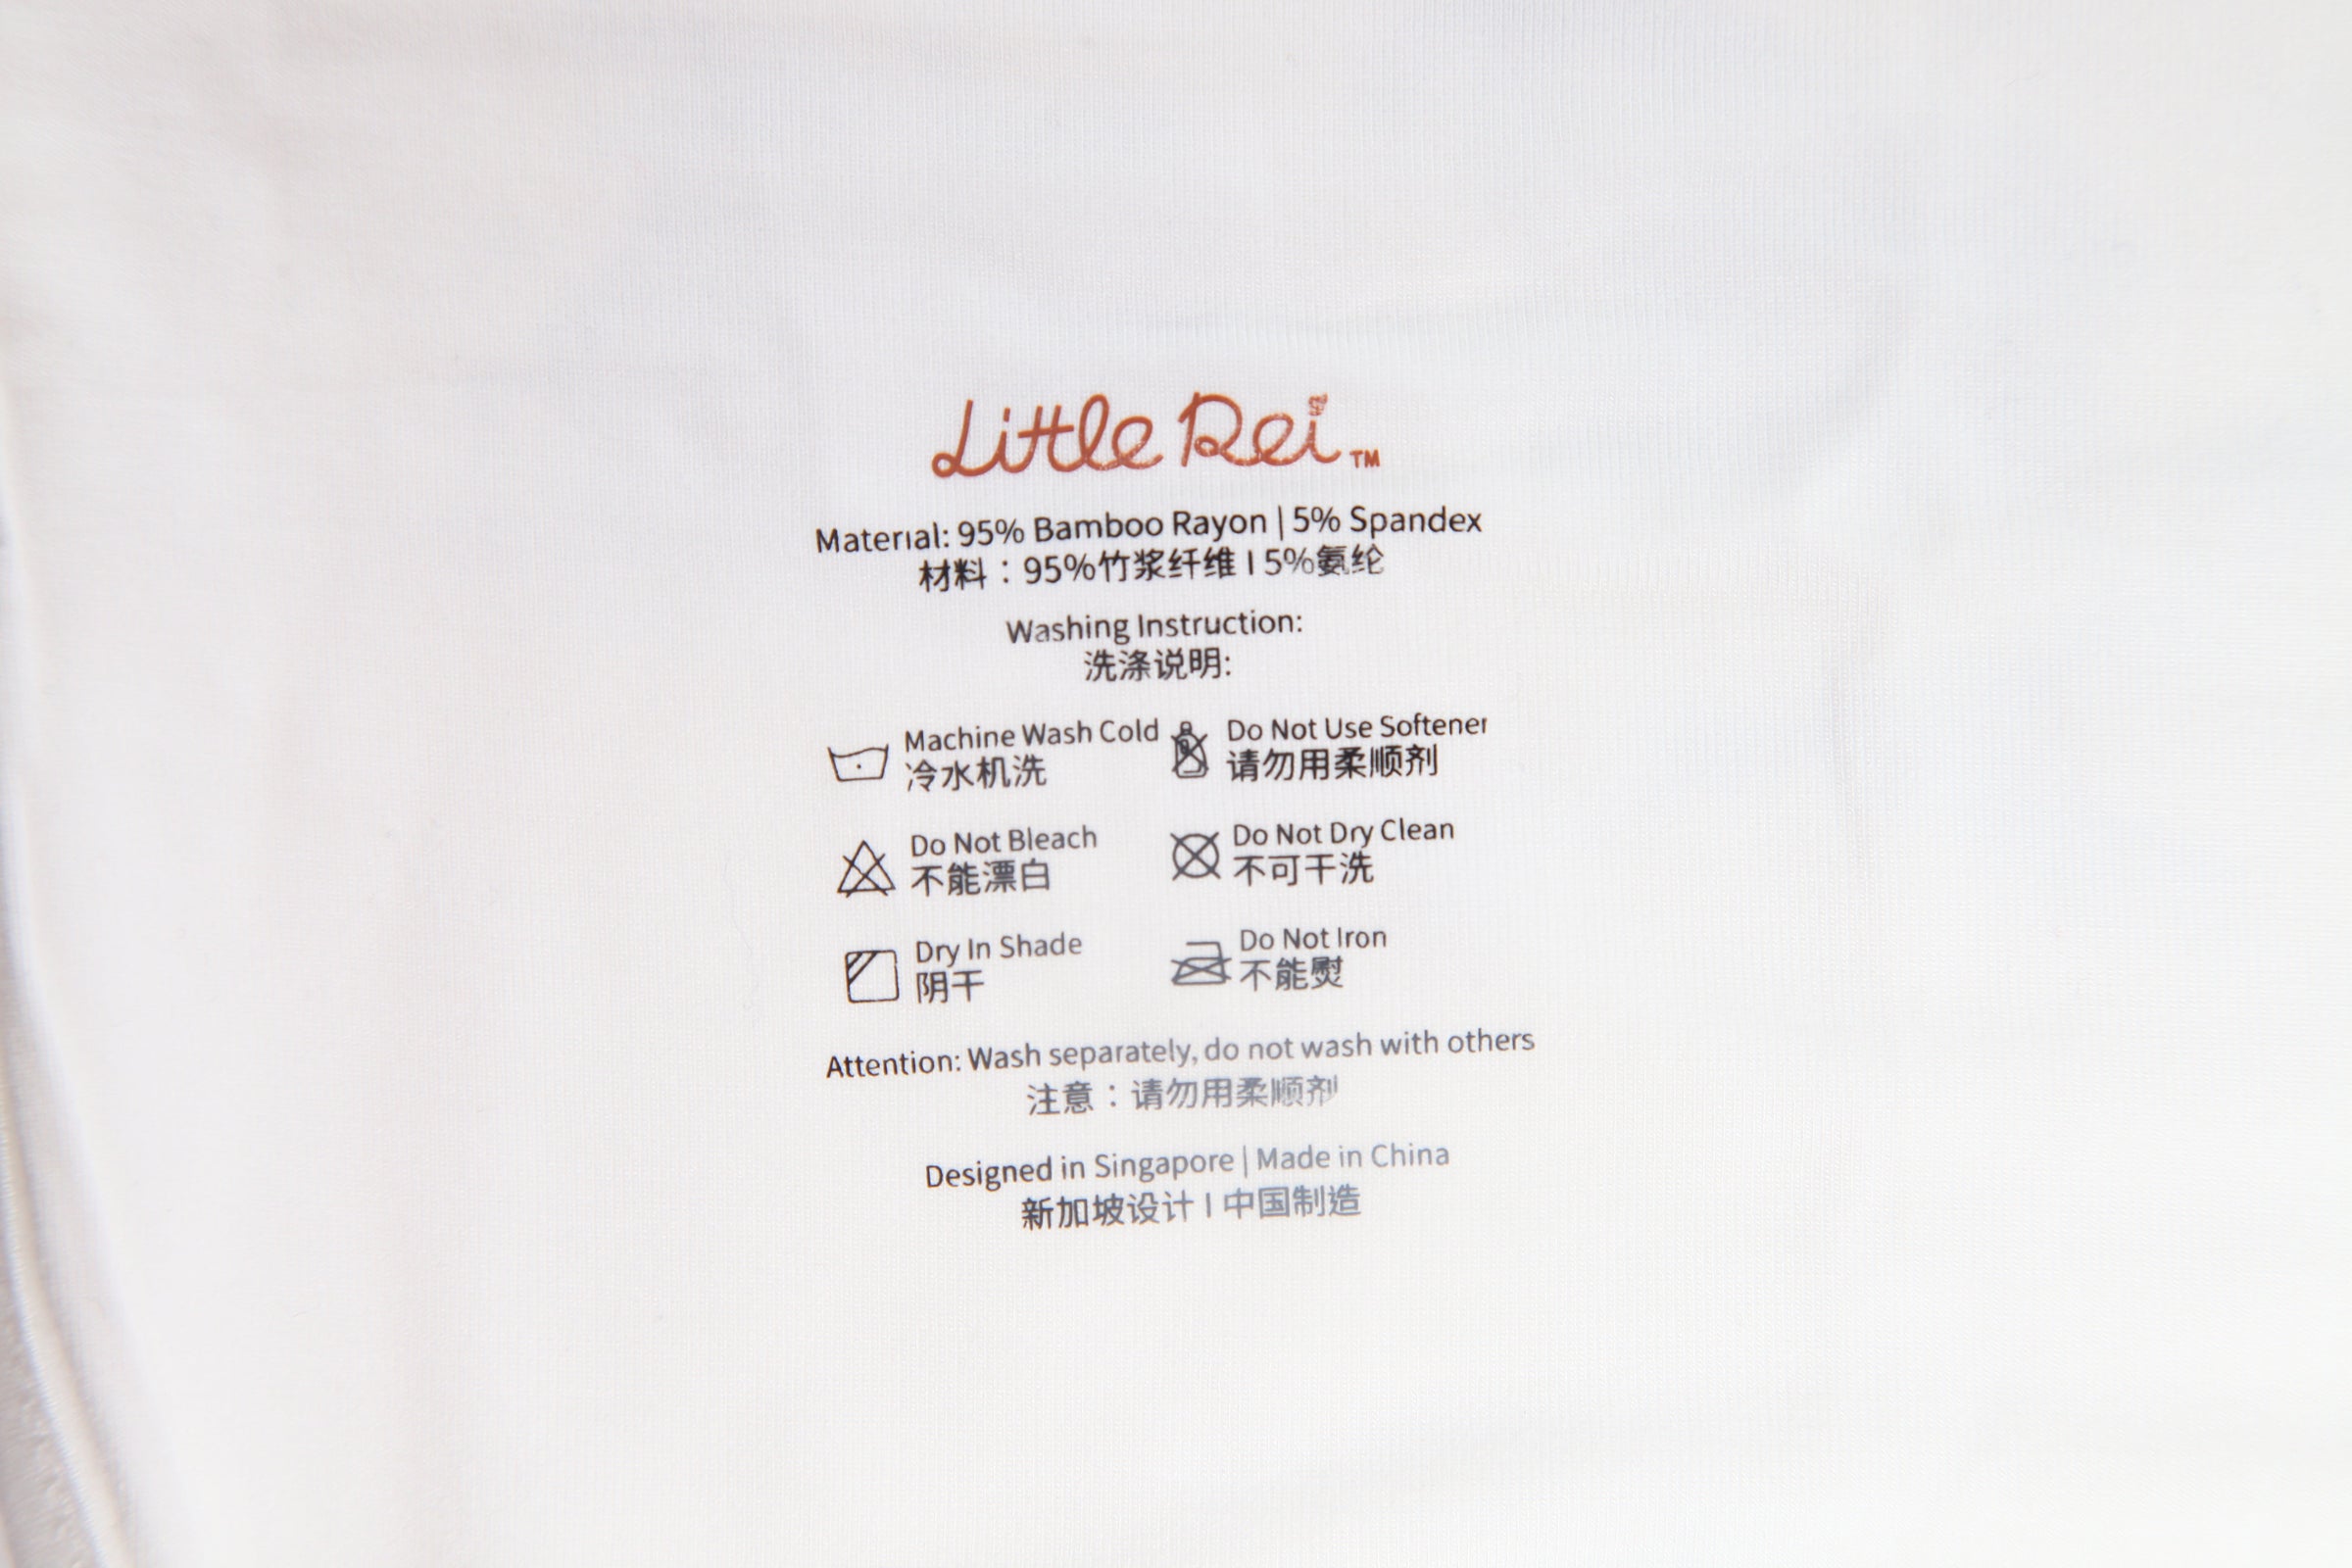 Little Rei™
Material: 95% Bamboo Rayon | 5% Spandex
材料：95%竹浆纤维 I 5%氨纶
Washing Instruction:
洗涤说明:
Machine Wash Cold
冷水机洗
Do Not Use Softener
请勿用柔顺剂
Do Not Bleach
不能漂白
Do Not Dry Clean
不可干洗
Dry In Shade
阴干
Do Not Iron
不能熨
Attention: Wash separately, do not wash with others
注意：请勿用柔顺剂
Designed in Singapore | Made in China
新加坡设计 I 中国制造